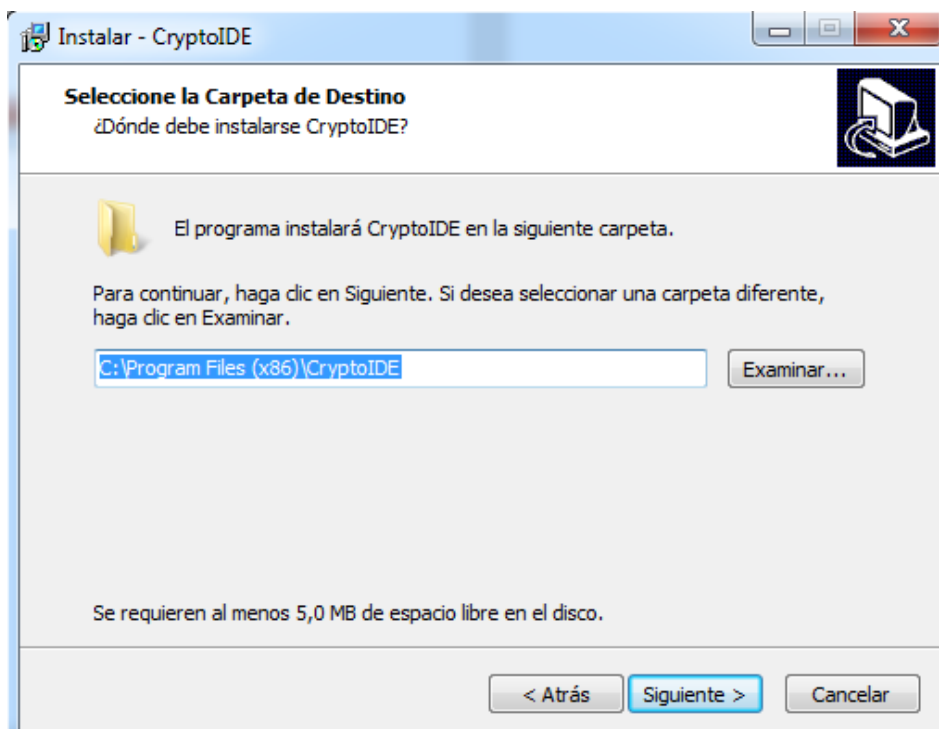 Instalar - CryptoIDE
Seleccione la Carpeta de Destino
¿Dónde debe instalarse CryptoIDE?
El programa instalará CryptoIDE en la siguiente carpeta.
Para continuar, haga clic en Siguiente. Si desea seleccionar una carpeta diferente,
haga clic en Examinar.
C:\Program Files (x86)\CryptoIDE
Examinar...
Se requieren al menos 5,0 MB de espacio libre en el disco.
< Atrás
Siguiente >
Cancelar